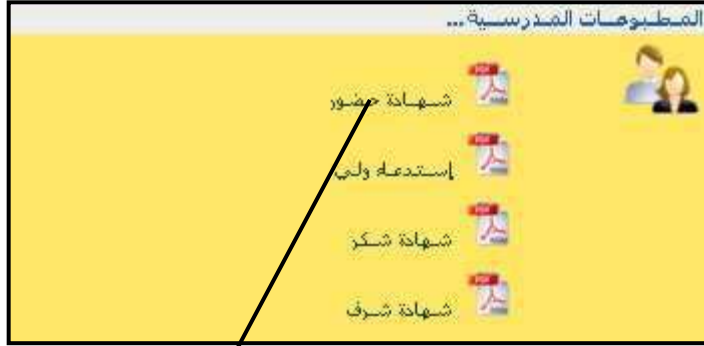 المطبوعات المدرسية...
شهادة حضور
إستدعاء ولي
شهادة شكر
شهادة شرف